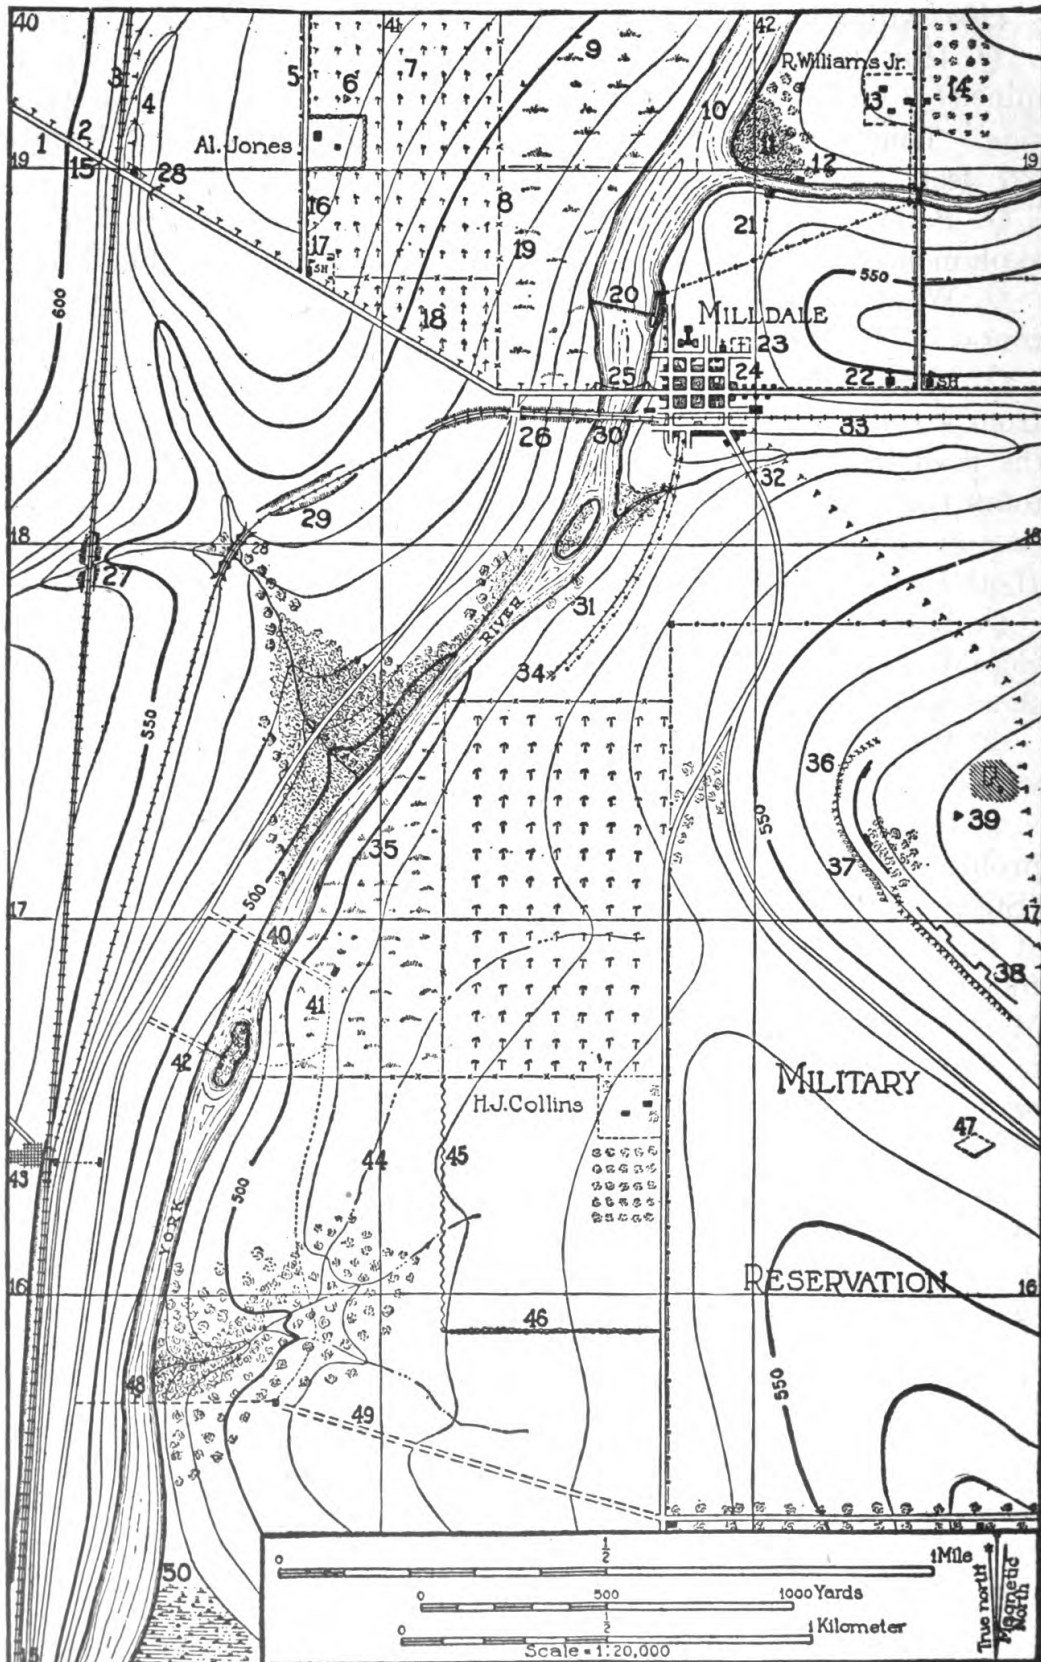 40 3 41 42
5 6 7 9 R. Williams Jr.
4 10 13 14
2
1 Al. Jones 11
15 28 12 19
19
16 8 21
17 19
SH
600 18 20 550
MILLDALE
23
25 24 22 SH
26 30 33
32
29
18 28 18
27
31
RIVER
34
550
36
550 39
35 37
500
17 17
40 38
41
42 MILITARY
H.J. Collins
47
43 44 45
500
YORK
16 RESERVATION 16
46
48 550
49
0 1/2 1 Mile
50 0 500 1000 Yards
0 1/2 1 Kilometer
Scale = 1:20,000
True north
Magnetic North